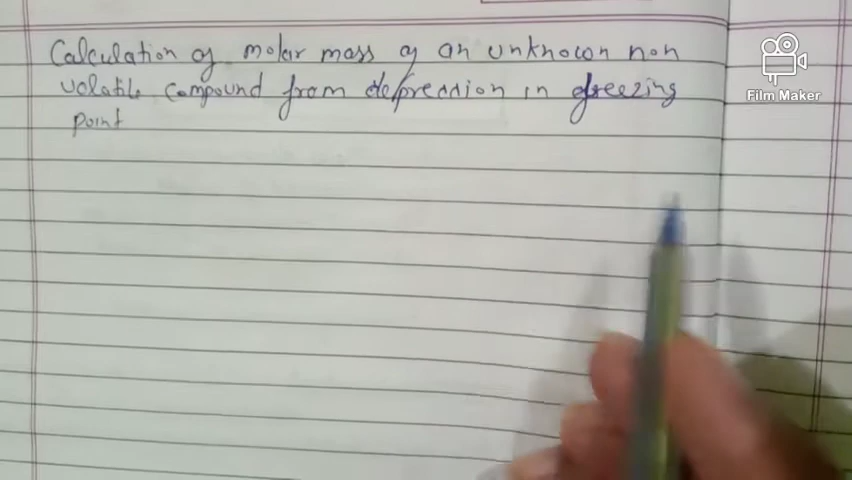 Calculation of molar mass of an unknown non
volatile compound from depression in freezing
point
Film Maker